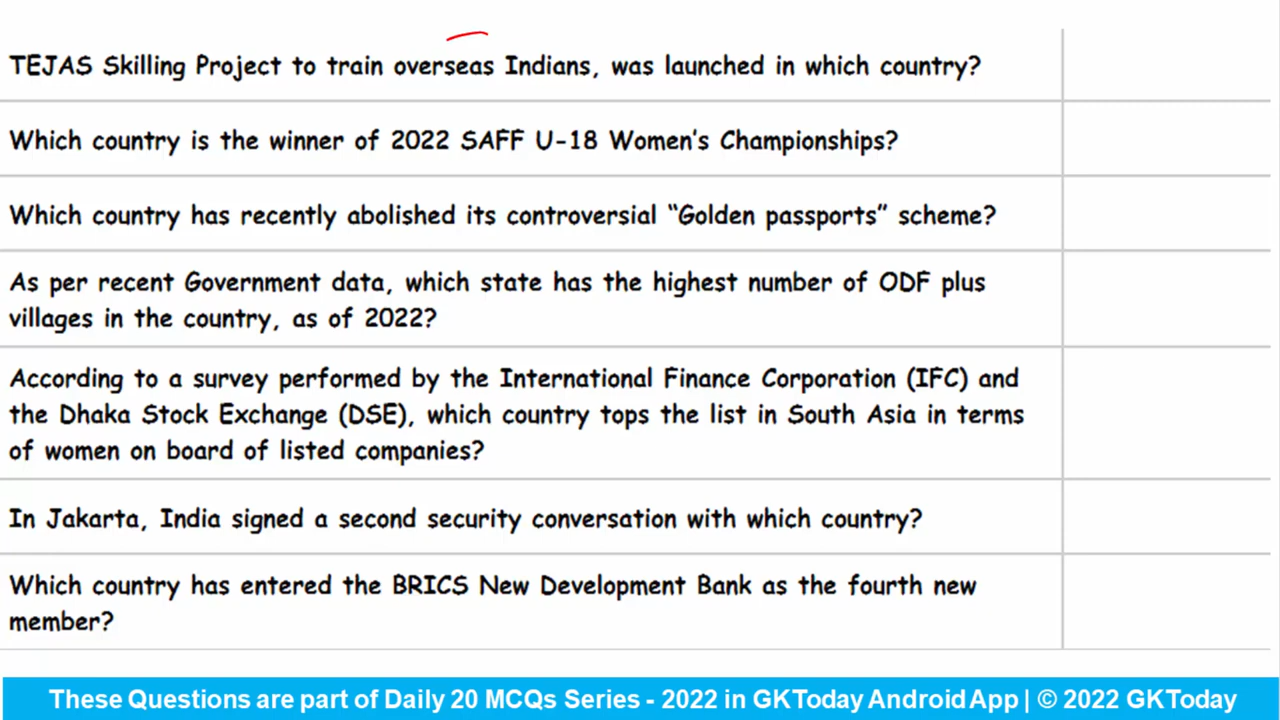 TEJAS Skilling Project to train overseas Indians, was launched in which country?
Which country is the winner of 2022 SAFF U-18 Women's Championships?
Which country has recently abolished its controversial “Golden passports” scheme?
As per recent Government data, which state has the highest number of ODF plus
villages in the country, as of 2022?
According to a survey performed by the International Finance Corporation (IFC) and
the Dhaka Stock Exchange (DSE), which country tops the list in South Asia in terms
of women on board of listed companies?
In Jakarta, India signed a second security conversation with which country?
Which country has entered the BRICS New Development Bank as the fourth new
member?
These Questions are part of Daily 20 MCQs Series - 2022 in GKToday Android App | © 2022 GKToday